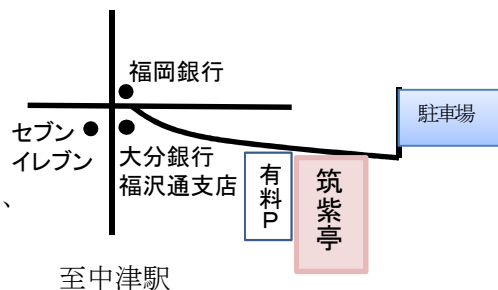 福岡銀行
駐車場
セブン
イレブン
大分銀行
福沢通支店
有料P
筑紫亭
、
至中津駅